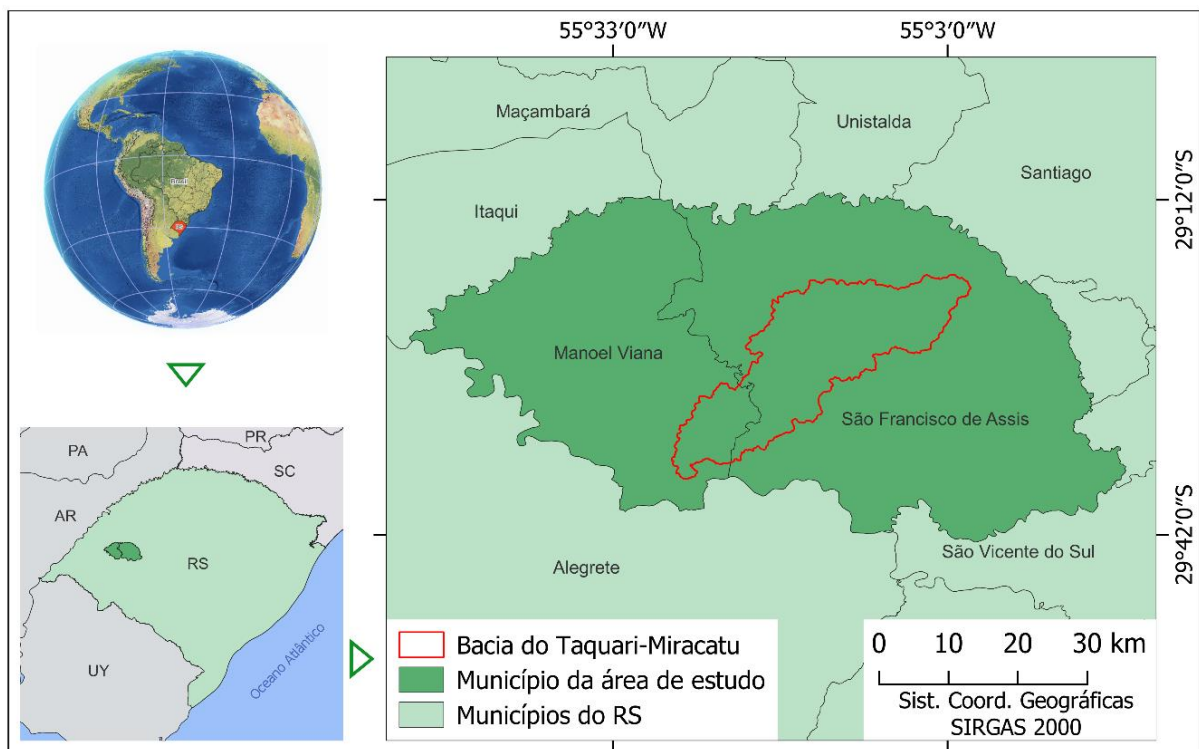 55°33′0″W
55°3′0″W
Brasil
Maçambará
Unistalda
Santiago
Itaqui
29°12′0″S
Manoel Viana
São Francisco de Assis
29°42′0″S
São Vicente do Sul
Alegrete
PR
PA
SC
AR
RS
UY
Oceano Atlântico
Bacia do Taquari-Miracatu
Município da área de estudo
Municípios do RS
0 10 20 30 km
Sist. Coord. Geográficas
SIRGAS 2000